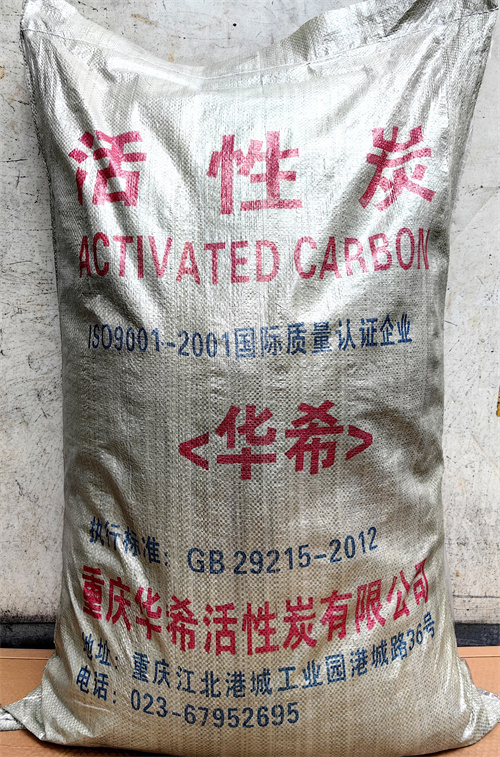 活性炭
ACTIVATED CARBON
ISO9001-2001国际质量认证企业
<华希>
执行标准：GB 29215-2012
重庆华希活性炭有限公司
地址：重庆江北港城工业园港城路36号
电话：023-67952695